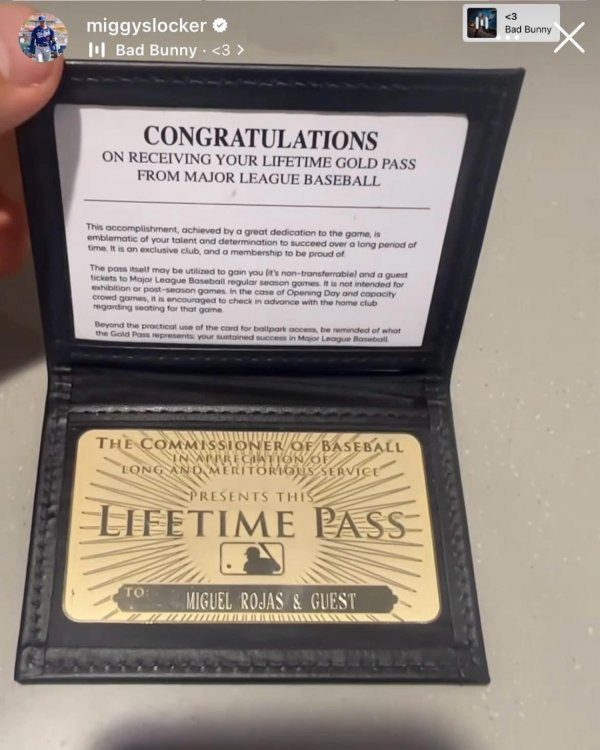 miggyslocker
Bad Bunny · <3 >
<3
Bad Bunny
CONGRATULATIONS
ON RECEIVING YOUR LIFETIME GOLD PASS
FROM MAJOR LEAGUE BASEBALL
This accomplishment, achieved by a great dedication to the game, is
emblematic of your talent and determination to succeed over a long period of
time. It is an exclusive club, and a membership to be proud of.
The pass itself may be utilized to gain you (it's non-transferrable) and a guest
tickets to Major League Baseball regular season games. It is not intended for
exhibition or post-season games. In the case of Opening Day and capacity
crowd games, it is encouraged to check in advance with the home club
regarding seating for that game.
Beyond the practical use of the card for ballpark access, be reminded of what
the Gold Pass represents: your sustained success in Major League Baseball.
THE COMMISSIONER OF BASEBALL
IN APPRECIATION OF
LONG AND MERITORIOUS SERVICE
PRESENTS THIS
LIFETIME PASS
TO: MIGUEL ROJAS & GUEST